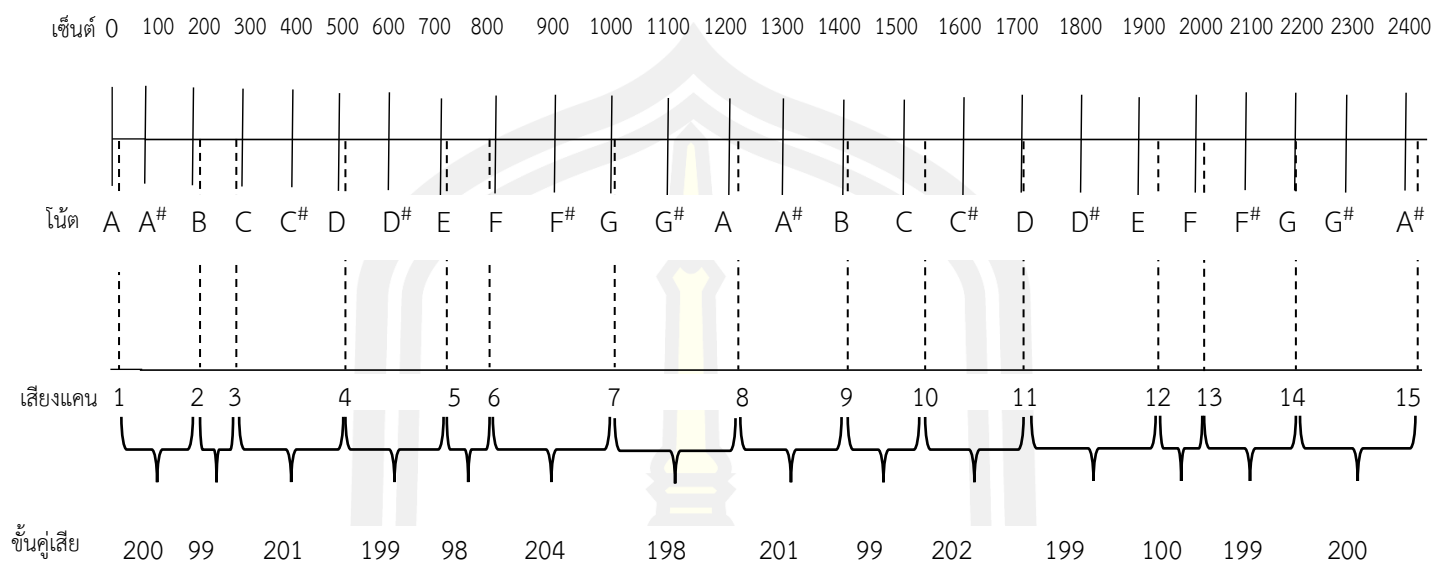 เซ็นต์ 0 100 200 300 400 500 600 700 800 900 1000 1100 1200 1300 1400 1500 1600 1700 1800 1900 2000 2100 2200 2300 2400
โน้ต A A# B C C# D D# E F F# G G# A A# B C C# D D# E F F# G G# A#
เสียงแคน 1 2 3 4 5 6 7 8 9 10 11 12 13 14 15
ขั้นคู่เสีย 200 99 201 199 98 204 198 201 99 202 199 100 199 200